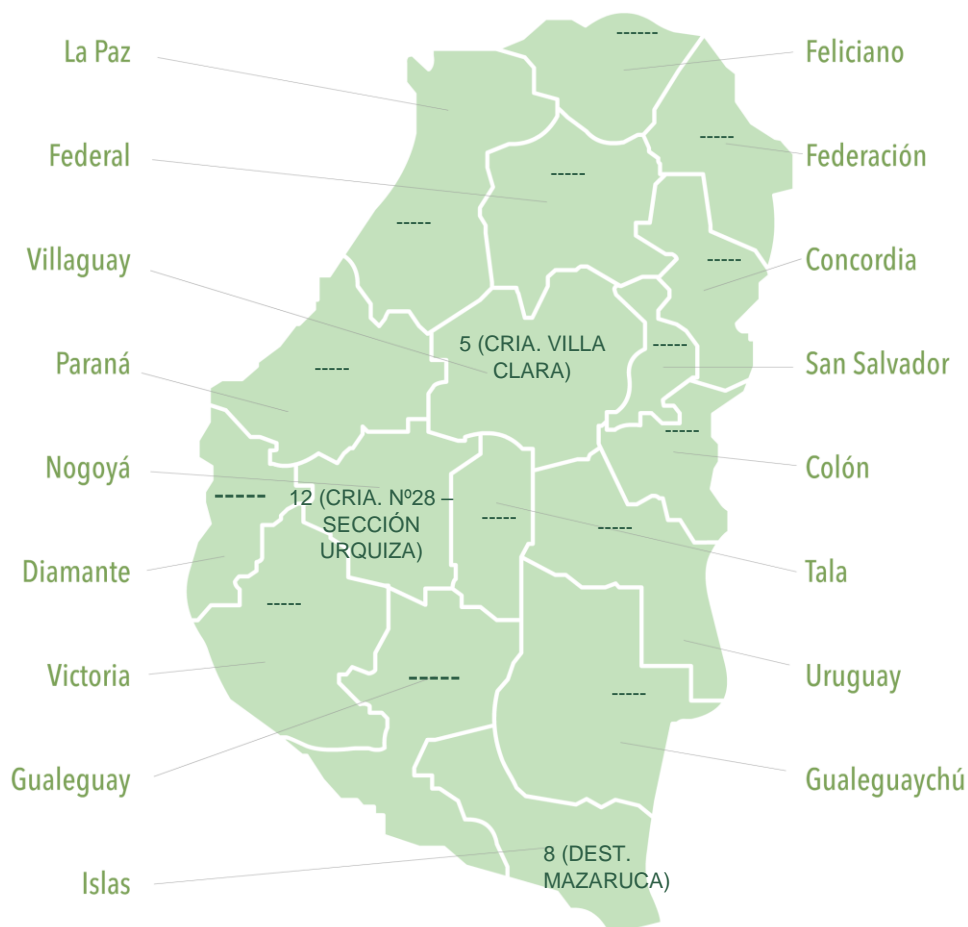 La Paz
------
Feliciano
Federal
-----
-----
Federación
-----
Villaguay
-----
Concordia
5 (CRIA. VILLA
CLARA)
-----
Paraná
-----
San Salvador
-----
Nogoyá
Colón
-----
12 (CRIA. Nº28 –
SECCIÓN
URQUIZA)
-----
-----
Diamante
Tala
-----
Victoria
Uruguay
-----
-----
Gualeguay
Gualeguaychú
8 (DEST.
MAZARUCA)
Islas